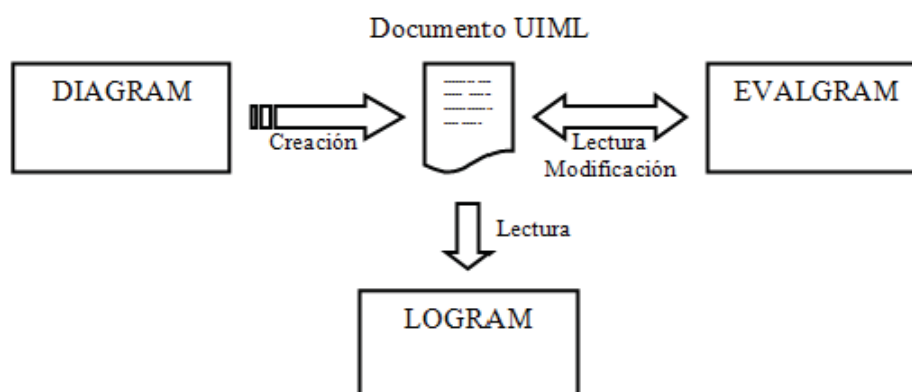 Documento UIML
DIAGRAM
EVALGRAM
Creación
Lectura
Modificación
Lectura
LOGRAM